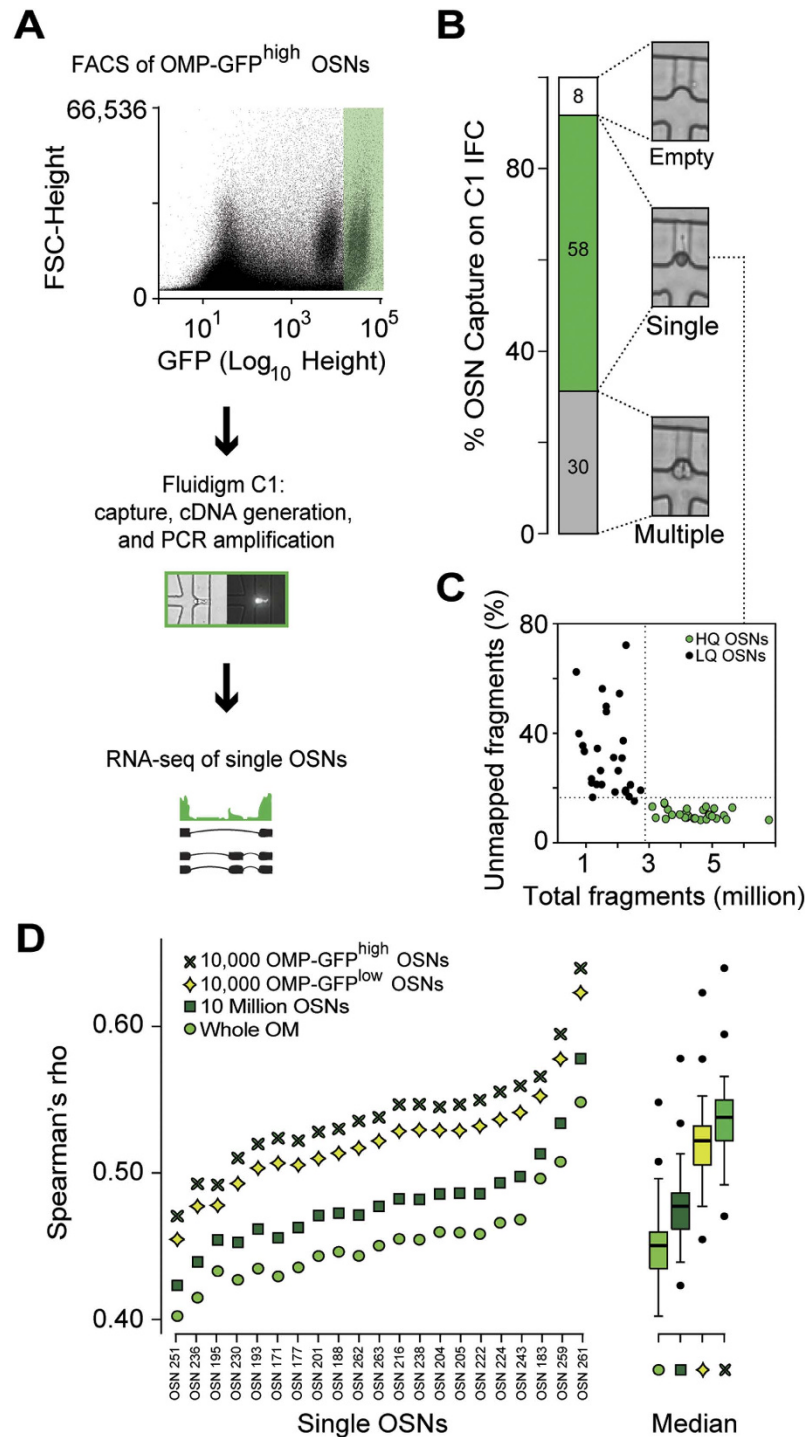 A
FACS of OMP-GFPhigh OSNs
66,536
FSC-Height
0
10¹ 10³ 10⁵
GFP (Log₁₀ Height)
Fluidigm C1:
capture, cDNA generation,
and PCR amplification
RNA-seq of single OSNs
B
% OSN Capture on C1 IFC
80
40
0
8
58
30
Empty
Single
Multiple
C
Unmapped fragments (%)
80
40
0
HQ OSNs
LQ OSNs
1 3 5
Total fragments (million)
D
10,000 OMP-GFPhigh OSNs
10,000 OMP-GFPlow OSNs
10 Million OSNs
Whole OM
Spearman's rho
0.60
0.50
0.40
OSN 251
OSN 236
OSN 195
OSN 230
OSN 193
OSN 171
OSN 177
OSN 201
OSN 188
OSN 262
OSN 263
OSN 216
OSN 238
OSN 204
OSN 205
OSN 222
OSN 224
OSN 243
OSN 183
OSN 259
OSN 261
Single OSNs
Median